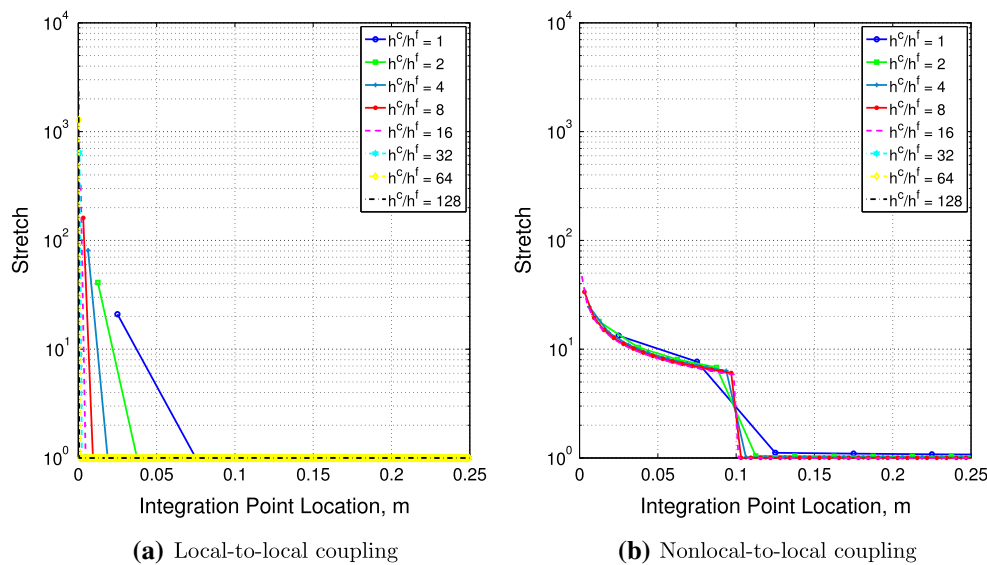 10^4
10^3
10^2
10^1
10^0
Stretch
h^c/h^f = 1
h^c/h^f = 2
h^c/h^f = 4
h^c/h^f = 8
h^c/h^f = 16
h^c/h^f = 32
h^c/h^f = 64
h^c/h^f = 128
0 0.05 0.1 0.15 0.2 0.25
Integration Point Location, m
(a) Local-to-local coupling
10^4
10^3
10^2
10^1
10^0
Stretch
h^c/h^f = 1
h^c/h^f = 2
h^c/h^f = 4
h^c/h^f = 8
h^c/h^f = 16
h^c/h^f = 32
h^c/h^f = 64
h^c/h^f = 128
0 0.05 0.1 0.15 0.2 0.25
Integration Point Location, m
(b) Nonlocal-to-local coupling